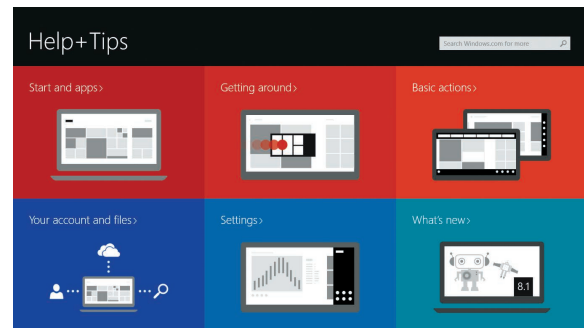 Help+Tips
Search Windows.com for more
Start and apps>
Getting around>
Basic actions>
Your account and files>
Settings>
What's new>
8.1